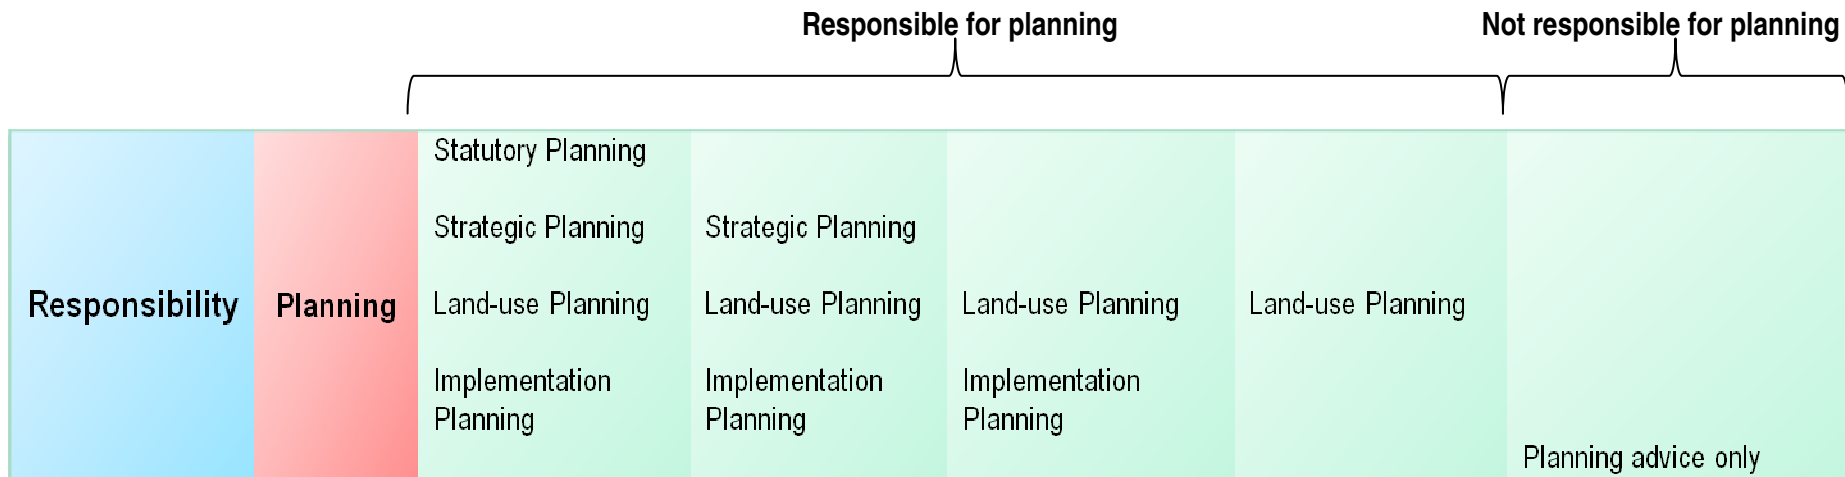 Responsible for planning
Not responsible for planning
Responsibility
Planning
Statutory Planning
Strategic Planning
Land-use Planning
Implementation
Planning
Strategic Planning
Land-use Planning
Implementation
Planning
Land-use Planning
Implementation
Planning
Land-use Planning
Planning advice only